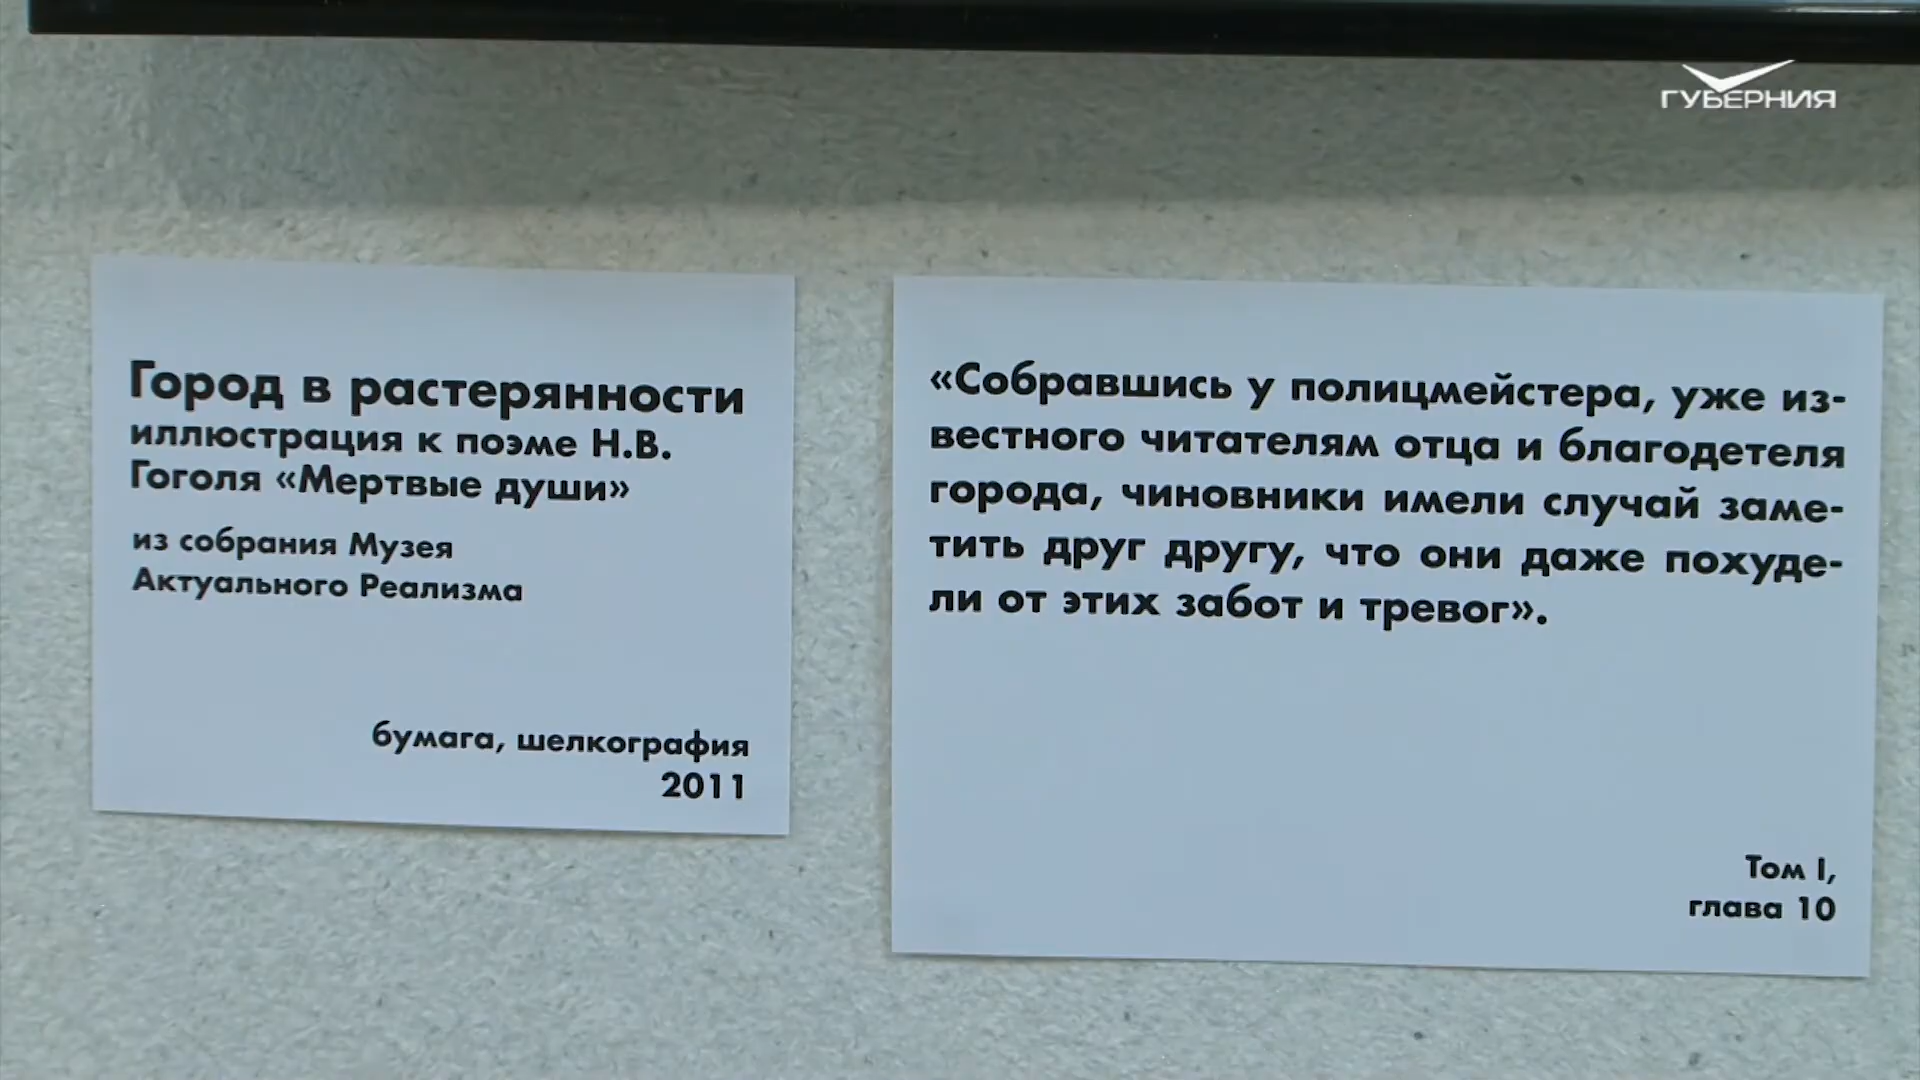 ГУБЕРНИЯ
Город в растерянности
иллюстрация к поэме Н.В.
Гоголя «Мертвые души»
из собрания Музея
Актуального Реализма
бумага, шелкография
2011
«Собравшись у полицмейстера, уже из-
вестного читателям отца и благодетеля
города, чиновники имели случай заме-
тить друг другу, что они даже похуде-
ли от этих забот и тревог».
Том I,
глава 10